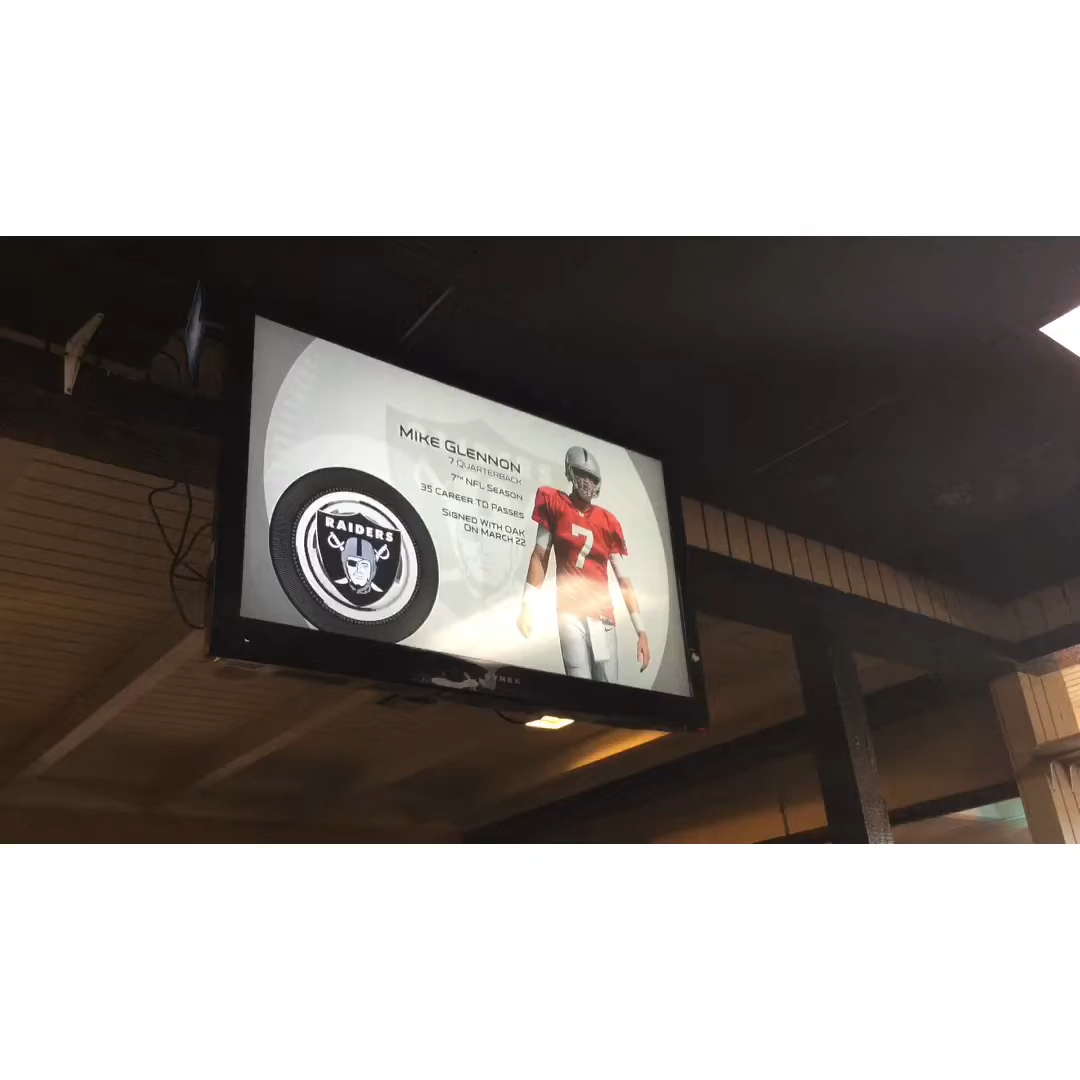 MIKE GLENNON
7 QUARTERBACK
7TH NFL SEASON
35 CAREER TD PASSES
SIGNED WITH OAK
ON MARCH 22
RAIDERS
7